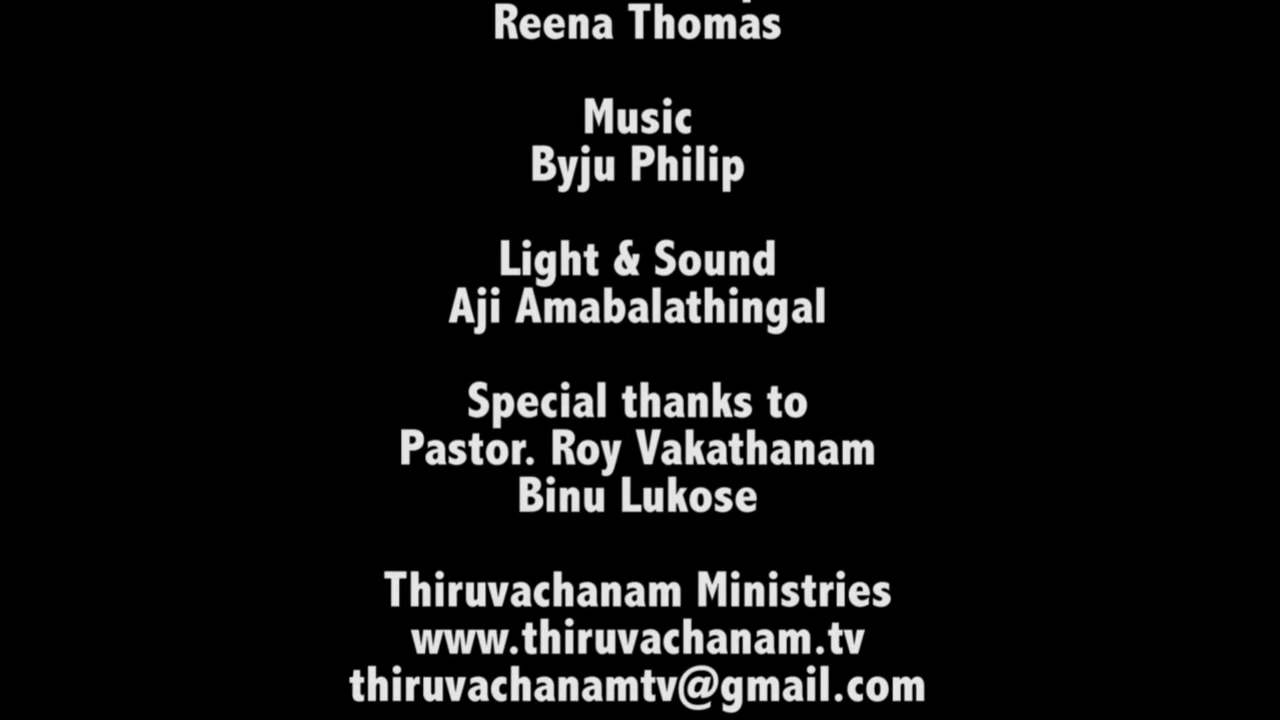 Reena Thomas
Music
Byju Philip
Light & Sound
Aji Amabalathingal
Special thanks to
Pastor. Roy Vakathanam
Binu Lukose
Thiruvachanam Ministries
www.thiruvachanam.tv
thiruvachanamtv@gmail.com